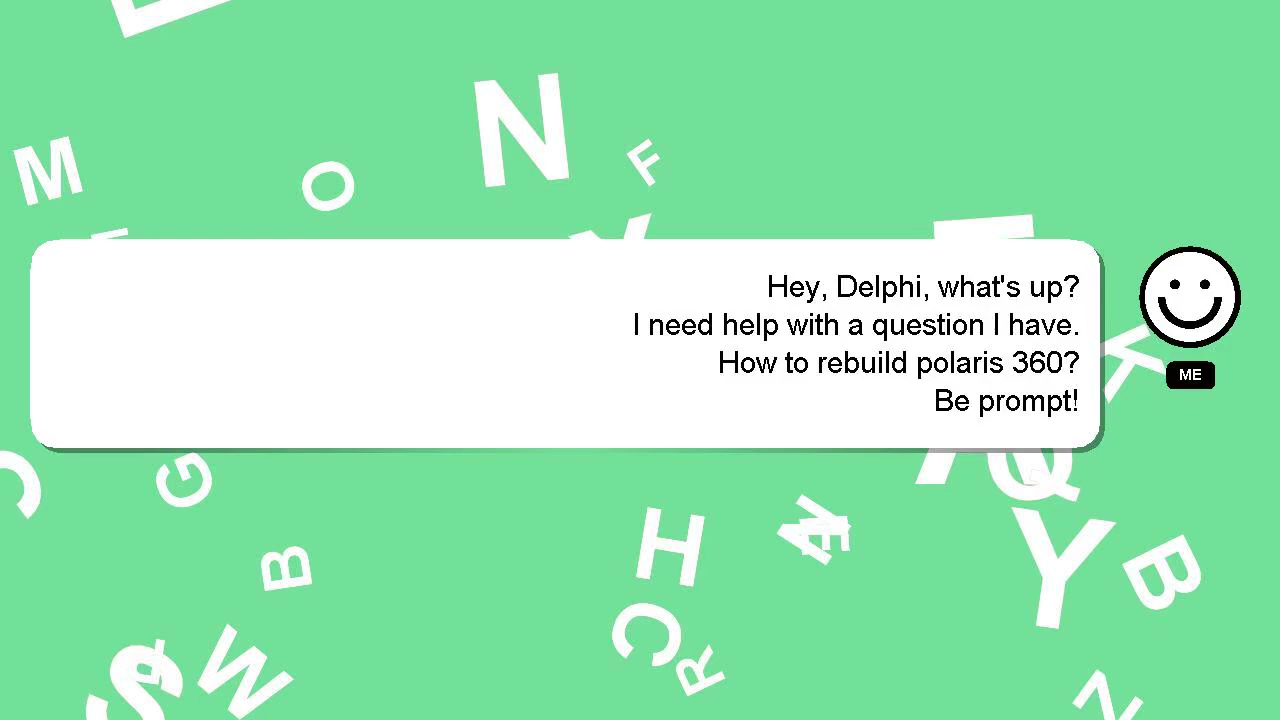 Hey, Delphi, what's up?
I need help with a question I have.
How to rebuild polaris 360?
Be prompt!
ME
M
O
N
F
K
G
B
H
C
R
W
S
Q
Y
B
Z